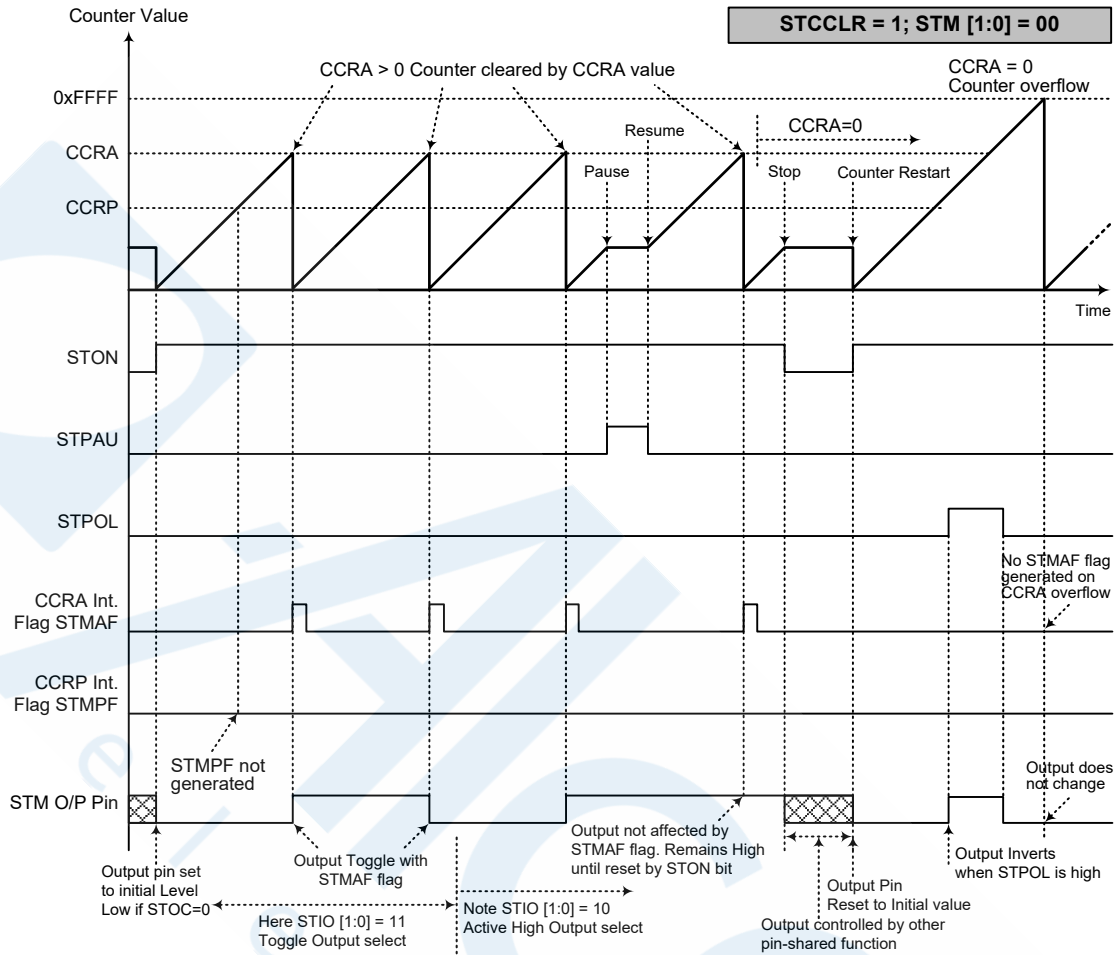 Counter Value
STCCLR = 1; STM [1:0] = 00
CCRA > 0 Counter cleared by CCRA value
CCRA = 0
Counter overflow
0xFFFF
CCRA=0
Resume
CCRA
Pause
Stop
Counter Restart
CCRP
Time
STON
STPAU
STPOL
No STMAF flag
generated on
CCRA overflow
CCRA Int.
Flag STMAF
CCRP Int.
Flag STMPF
STMPF not
generated
STM O/P Pin
Output does
not change
Output pin set
to initial Level
Low if STOC=0
Output Toggle with
STMAF flag
Output not affected by
STMAF flag. Remains High
until reset by STON bit
Output Inverts
when STPOL is high
Output Pin
Reset to Initial value
Here STIO [1:0] = 11
Toggle Output select
Note STIO [1:0] = 10
Active High Output select
Output controlled by other
pin-shared function